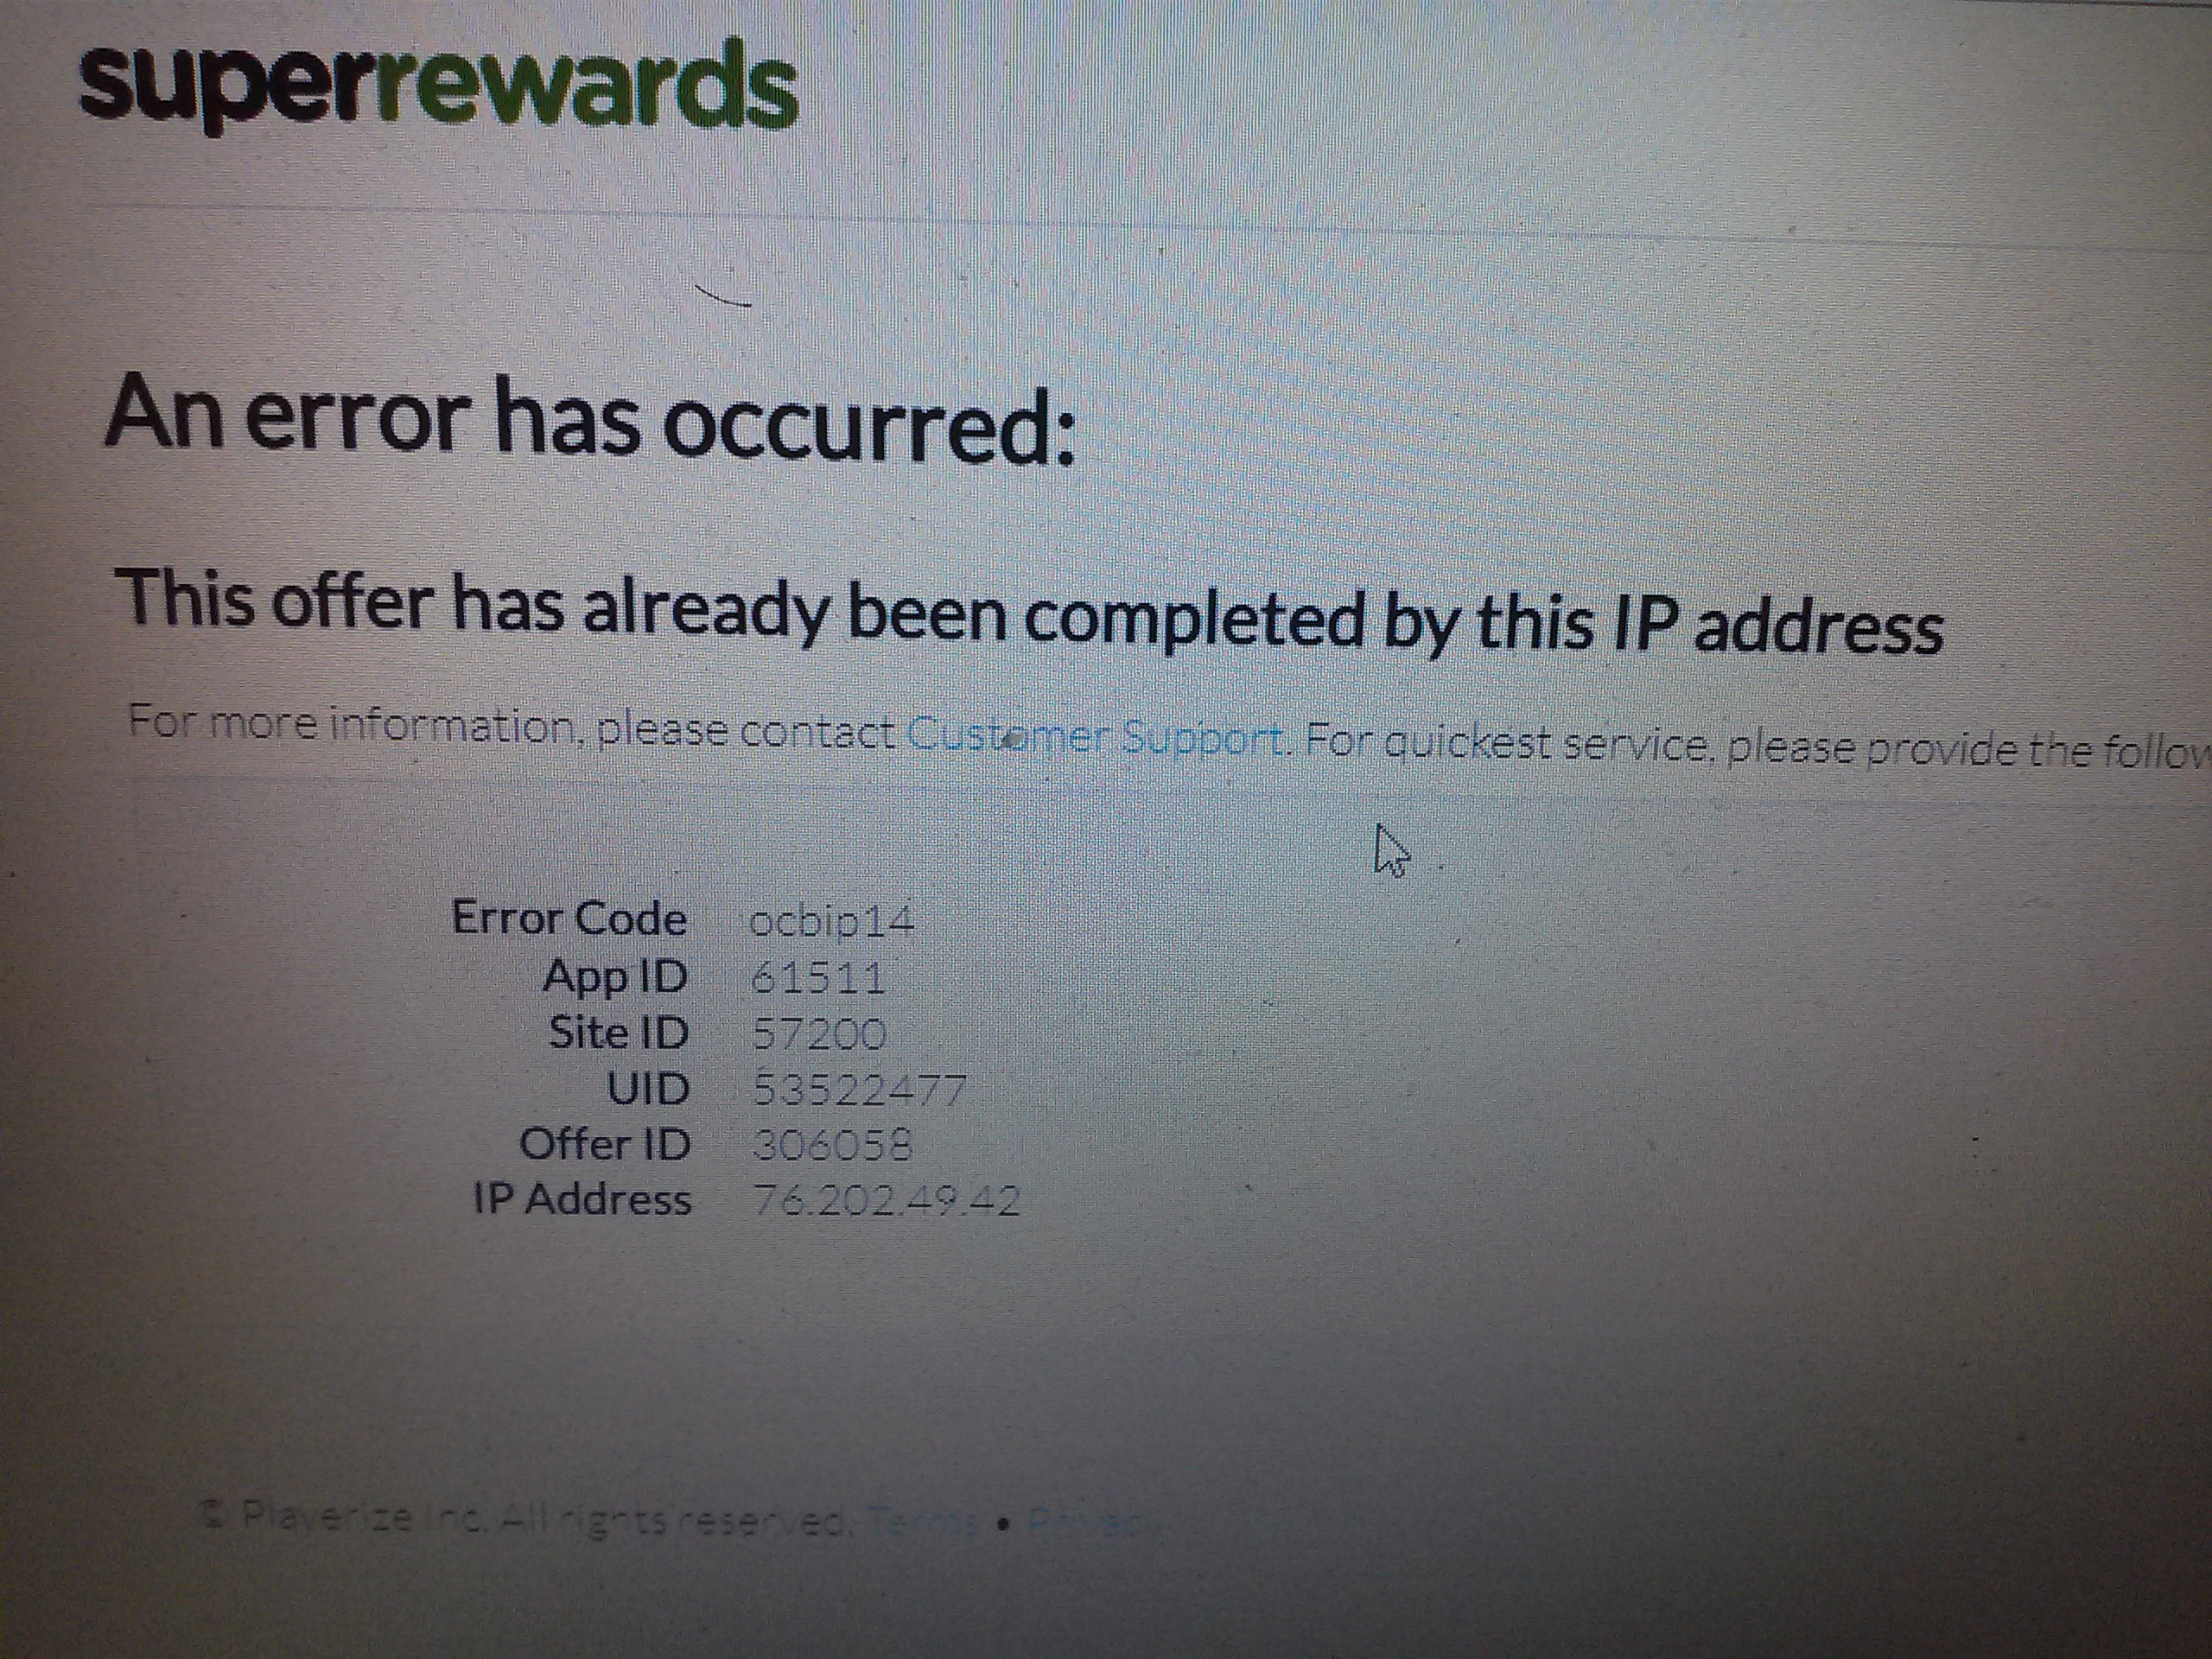 superrewards
An error has occurred:
This offer has already been completed by this IP address
For more information, please contact Customer Support. For quickest service, please provide the follow
Error Code ocbip14
App ID 61511
Site ID 57200
UID 53522477
Offer ID 306058
IP Address 76.202.49.42
© Playerize Inc. All rights reserved. Terms • Privacy